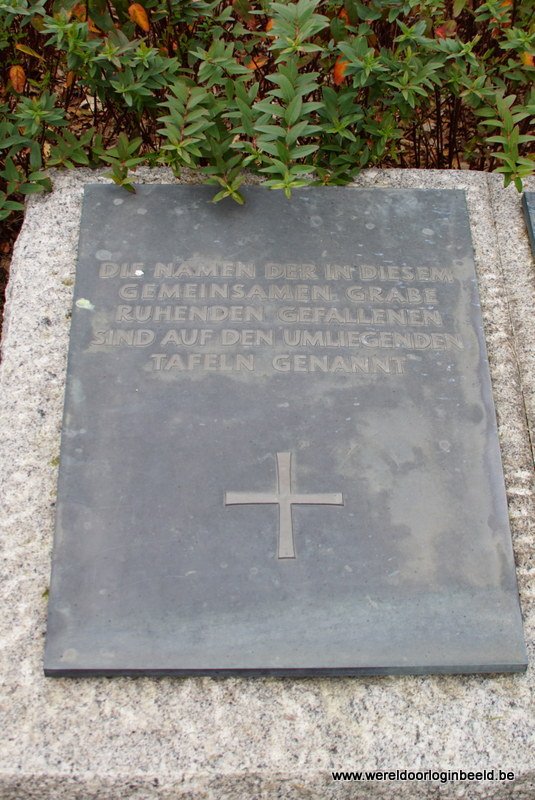 DIE NAMEN DER IN DIESEM
GEMEINSAMEN GRABE
RUHENDEN GEFALLENEN
SIND AUF DEN UMLIEGENDEN
TAFELN GENANNT
www.wereldoorloginbeeld.be